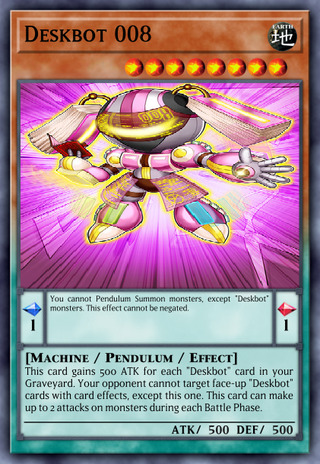 Deskbot 008
EARTH
地
You cannot Pendulum Summon monsters, except "Deskbot"
monsters. This effect cannot be negated.
1
1
[Machine / Pendulum / Effect]
This card gains 500 ATK for each "Deskbot" card in your
Graveyard. Your opponent cannot target face-up "Deskbot"
cards with card effects, except this one. This card can make
up to 2 attacks on monsters during each Battle Phase.
ATK/ 500 DEF/ 500